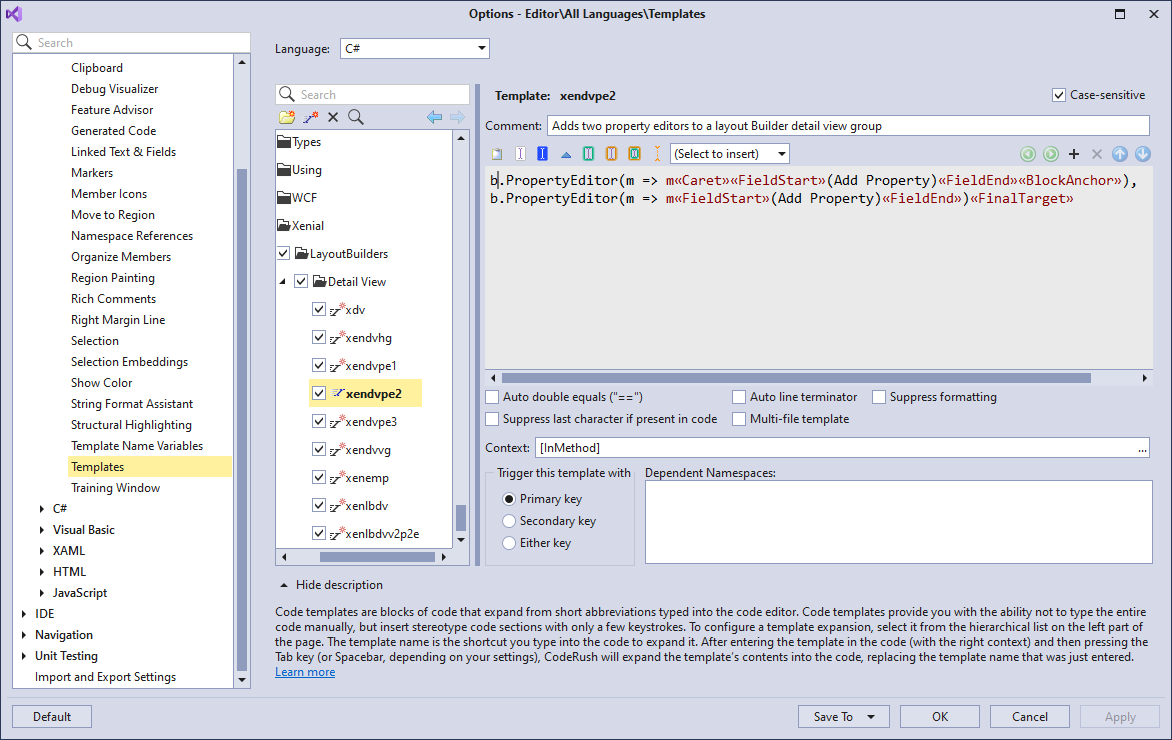 Options - Editor\All Languages\Templates
Search
Clipboard
Debug Visualizer
Feature Advisor
Generated Code
Linked Text & Fields
Markers
Member Icons
Move to Region
Namespace References
Organize Members
Region Painting
Rich Comments
Right Margin Line
Selection
Selection Embeddings
Show Color
String Format Assistant
Structural Highlighting
Template Name Variables
Templates
Training Window
C#
Visual Basic
XAML
HTML
JavaScript
IDE
Navigation
Unit Testing
Import and Export Settings
Language: C#
Search
Types
Using
WCF
Xenial
LayoutBuilders
Detail View
xdv
xendvhg
xendvpe1
xendvpe2
xendvpe3
xendvvg
xenemp
xenlbdv
xenlbdvv2p2e
Template: xendvpe2
Case-sensitive
Comment: Adds two property editors to a layout Builder detail view group
(Select to insert)
b.PropertyEditor(m => m«Caret»«FieldStart»(Add Property)«FieldEnd»«BlockAnchor»),
b.PropertyEditor(m => m«FieldStart»(Add Property)«FieldEnd»)«FinalTarget»
Auto double equals ("==")
Auto line terminator
Suppress formatting
Suppress last character if present in code
Multi-file template
Context: [InMethod] ...
Trigger this template with
Primary key
Secondary key
Either key
Dependent Namespaces:
Hide description
Code templates are blocks of code that expand from short abbreviations typed into the code editor. Code templates provide you with the ability not to type the entire
code manually, but insert stereotype code sections with only a few keystrokes. To configure a template expansion, select it from the hierarchical list on the left part of
the page. The template name is the shortcut you type into the code to expand it. After entering the template in the code (with the right context) and then pressing the
Tab key (or Spacebar, depending on your settings), CodeRush will expand the template's contents into the code, replacing the template name that was just entered.
Learn more
Default
Save To
OK
Cancel
Apply